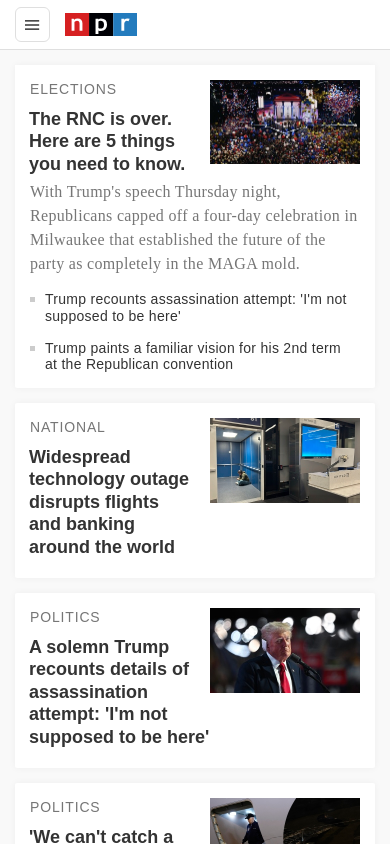 npr
ELECTIONS
The RNC is over.
Here are 5 things
you need to know.
With Trump's speech Thursday night,
Republicans capped off a four-day celebration in
Milwaukee that established the future of the
party as completely in the MAGA mold.
Trump recounts assassination attempt: 'I'm not
supposed to be here'
Trump paints a familiar vision for his 2nd term
at the Republican convention
NATIONAL
Widespread
technology outage
disrupts flights
and banking
around the world
POLITICS
A solemn Trump
recounts details of
assassination
attempt: 'I'm not
supposed to be here'
POLITICS
'We can't catch a